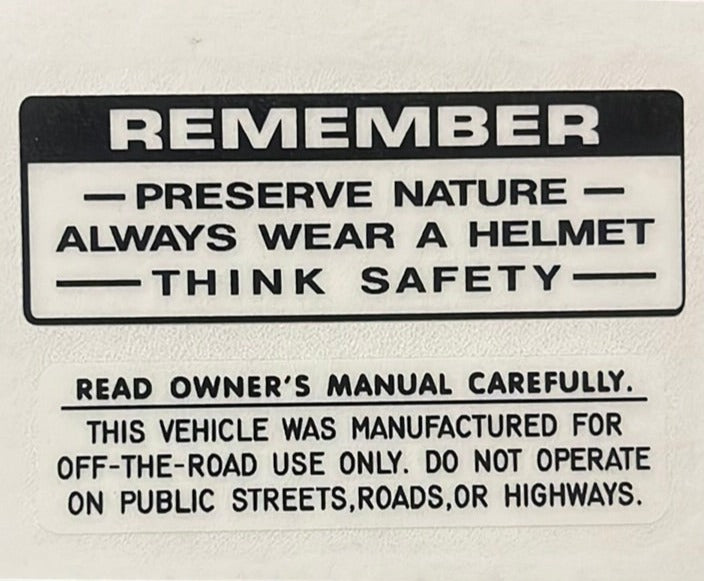 REMEMBER
— PRESERVE NATURE —
ALWAYS WEAR A HELMET
— THINK SAFETY —
READ OWNER'S MANUAL CAREFULLY.
THIS VEHICLE WAS MANUFACTURED FOR
OFF-THE-ROAD USE ONLY. DO NOT OPERATE
ON PUBLIC STREETS,ROADS,OR HIGHWAYS.